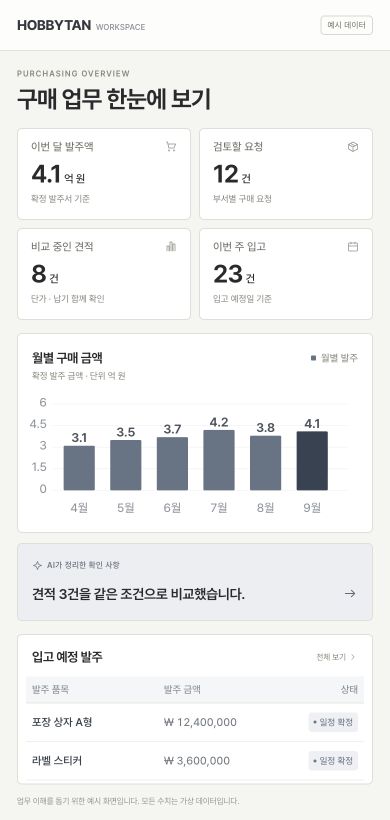 HOBBYTAN WORKSPACE
예시 데이터
PURCHASING OVERVIEW
구매 업무 한눈에 보기
이번 달 발주액
4.1 억 원
확정 발주서 기준
검토할 요청
12 건
부서별 구매 요청
비교 중인 견적
8 건
단가 · 납기 함께 확인
이번 주 입고
23 건
입고 예정일 기준
월별 구매 금액
월별 발주
확정 발주 금액 · 단위 억 원
6
4.5
3
1.5
0
3.1 3.5 3.7 4.2 3.8 4.1
4월 5월 6월 7월 8월 9월
AI가 정리한 확인 사항
견적 3건을 같은 조건으로 비교했습니다. →
입고 예정 발주
전체 보기 >
발주 품목 발주 금액 상태
포장 상자 A형 ₩ 12,400,000 • 일정 확정
라벨 스티커 ₩ 3,600,000 • 일정 확정
업무 이해를 돕기 위한 예시 화면입니다. 모든 수치는 가상 데이터입니다.